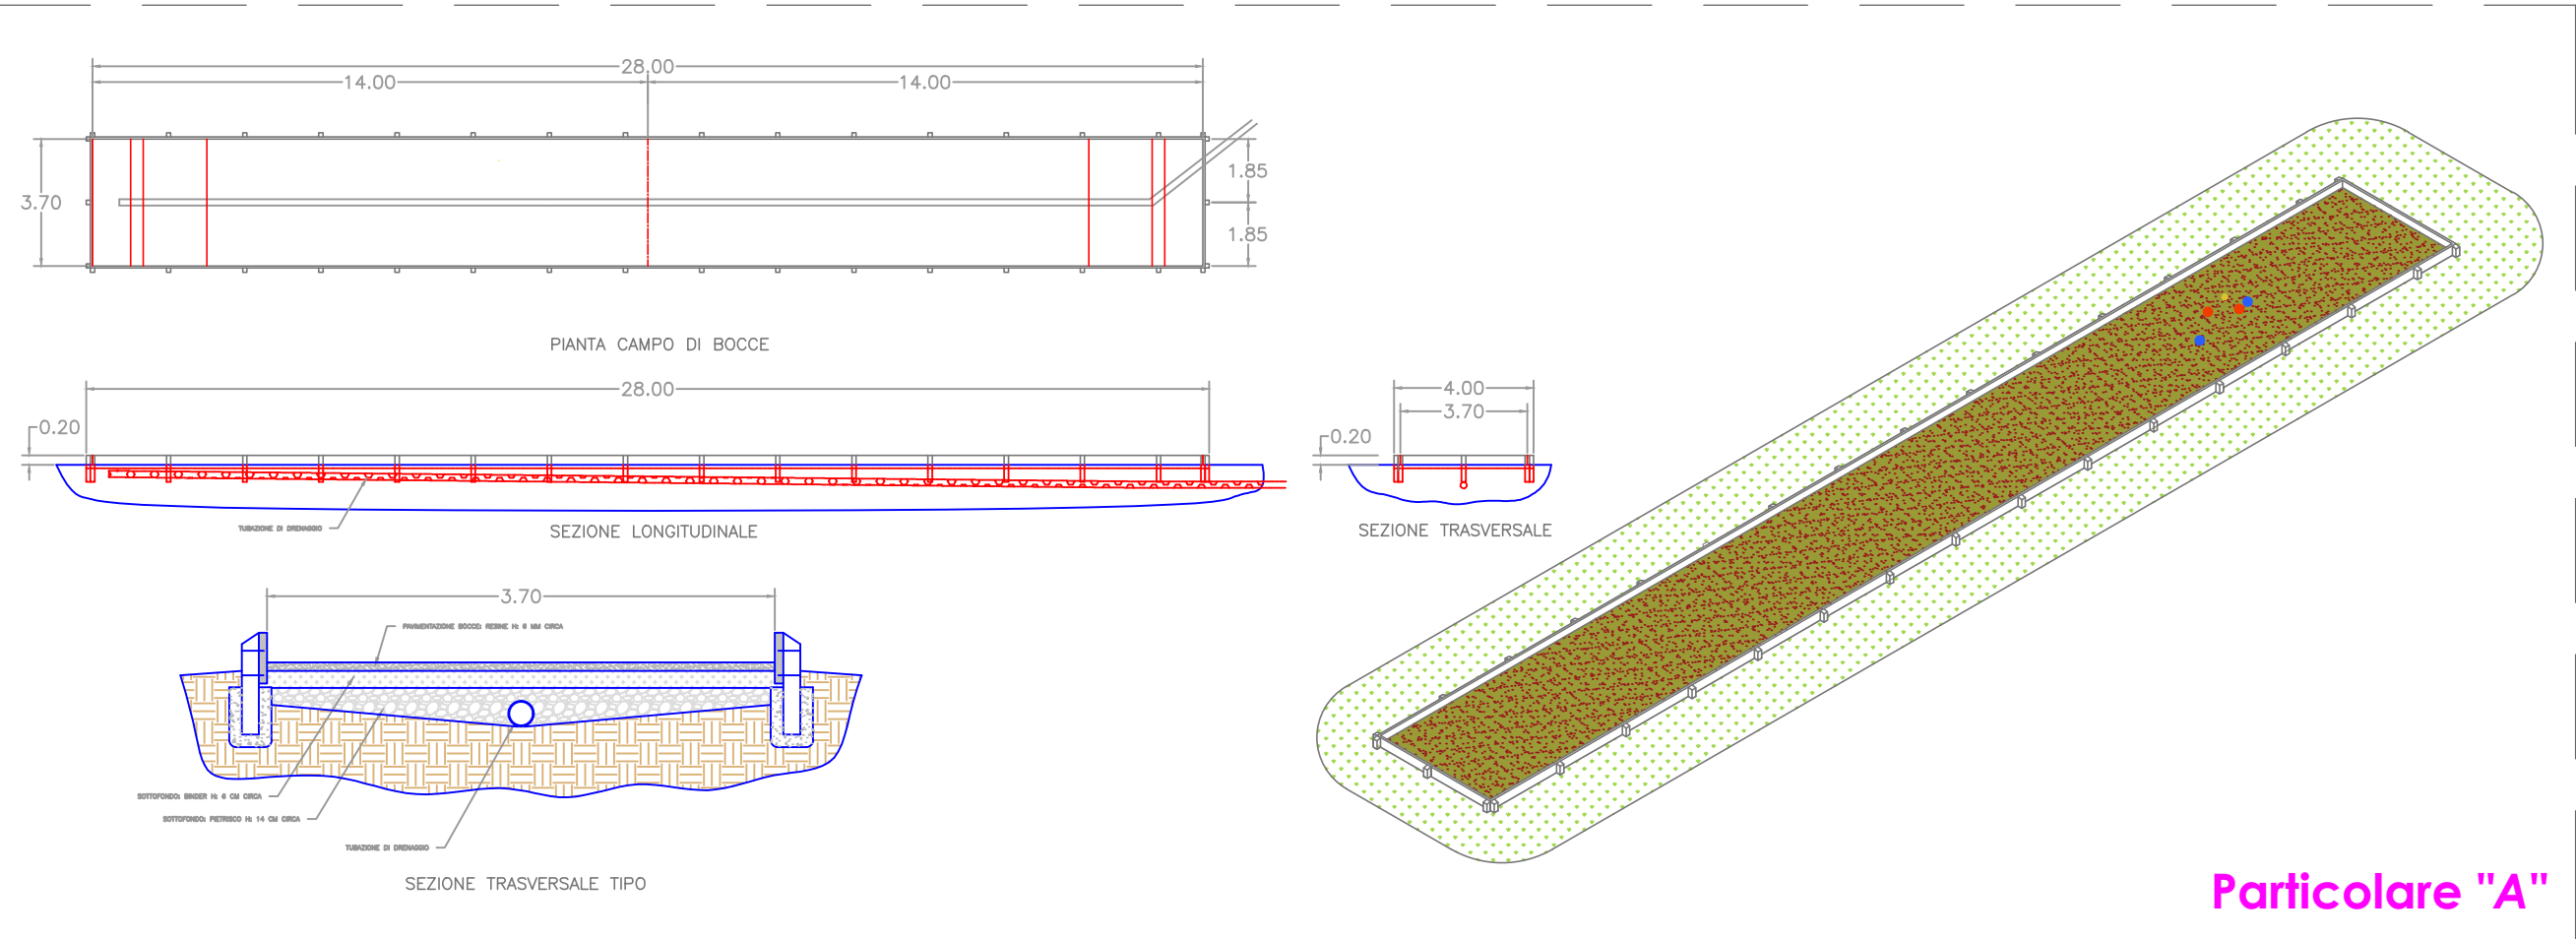 28.00
14.00
14.00
3.70
1.85
1.85
PIANTA CAMPO DI BOCCE
28.00
0.20
TUBAZIONE DI DRENAGGIO
SEZIONE LONGITUDINALE
4.00
3.70
0.20
SEZIONE TRASVERSALE
3.70
PAVIMENTAZIONE BOCCE: RESINE H: 6 MM CIRCA
SOTTOFONDO: BINDER H: 6 CM CIRCA
SOTTOFONDO: PIETRISCO H: 14 CM CIRCA
TUBAZIONE DI DRENAGGIO
SEZIONE TRASVERSALE TIPO
Particolare "A"